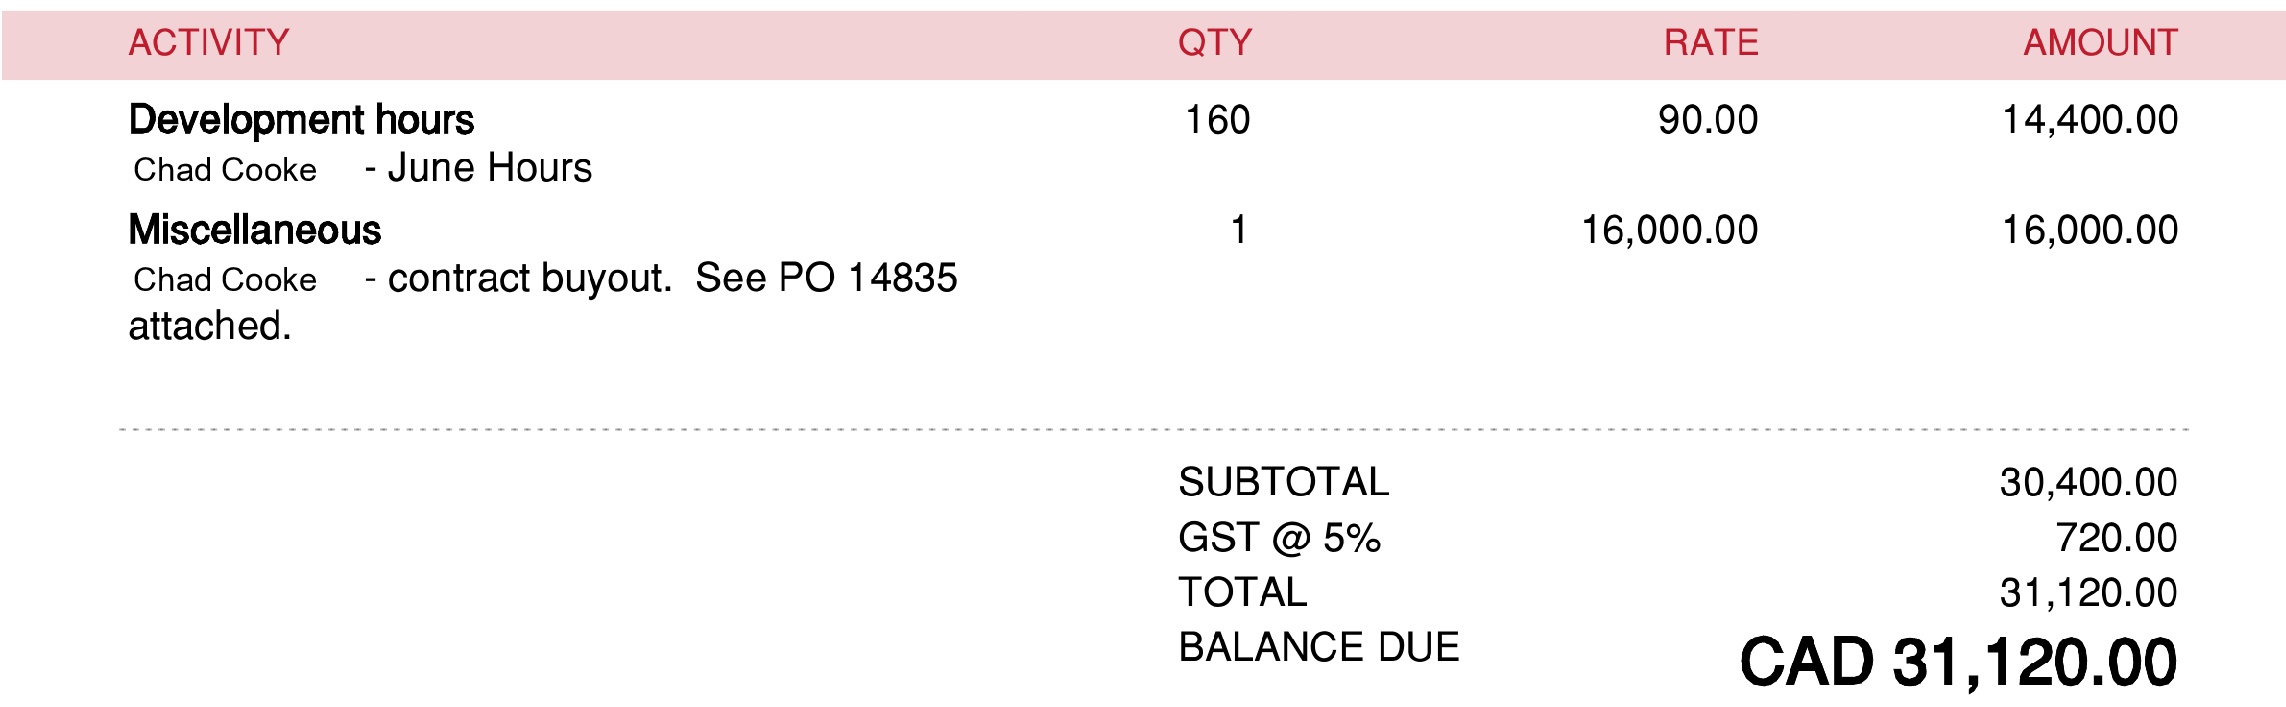 ACTIVITY QTY RATE AMOUNT
Development hours 160 90.00 14,400.00
Chad Cooke - June Hours
Miscellaneous 1 16,000.00 16,000.00
Chad Cooke - contract buyout.  See PO 14835
attached.
SUBTOTAL 30,400.00
GST @ 5% 720.00
TOTAL 31,120.00
BALANCE DUE CAD 31,120.00